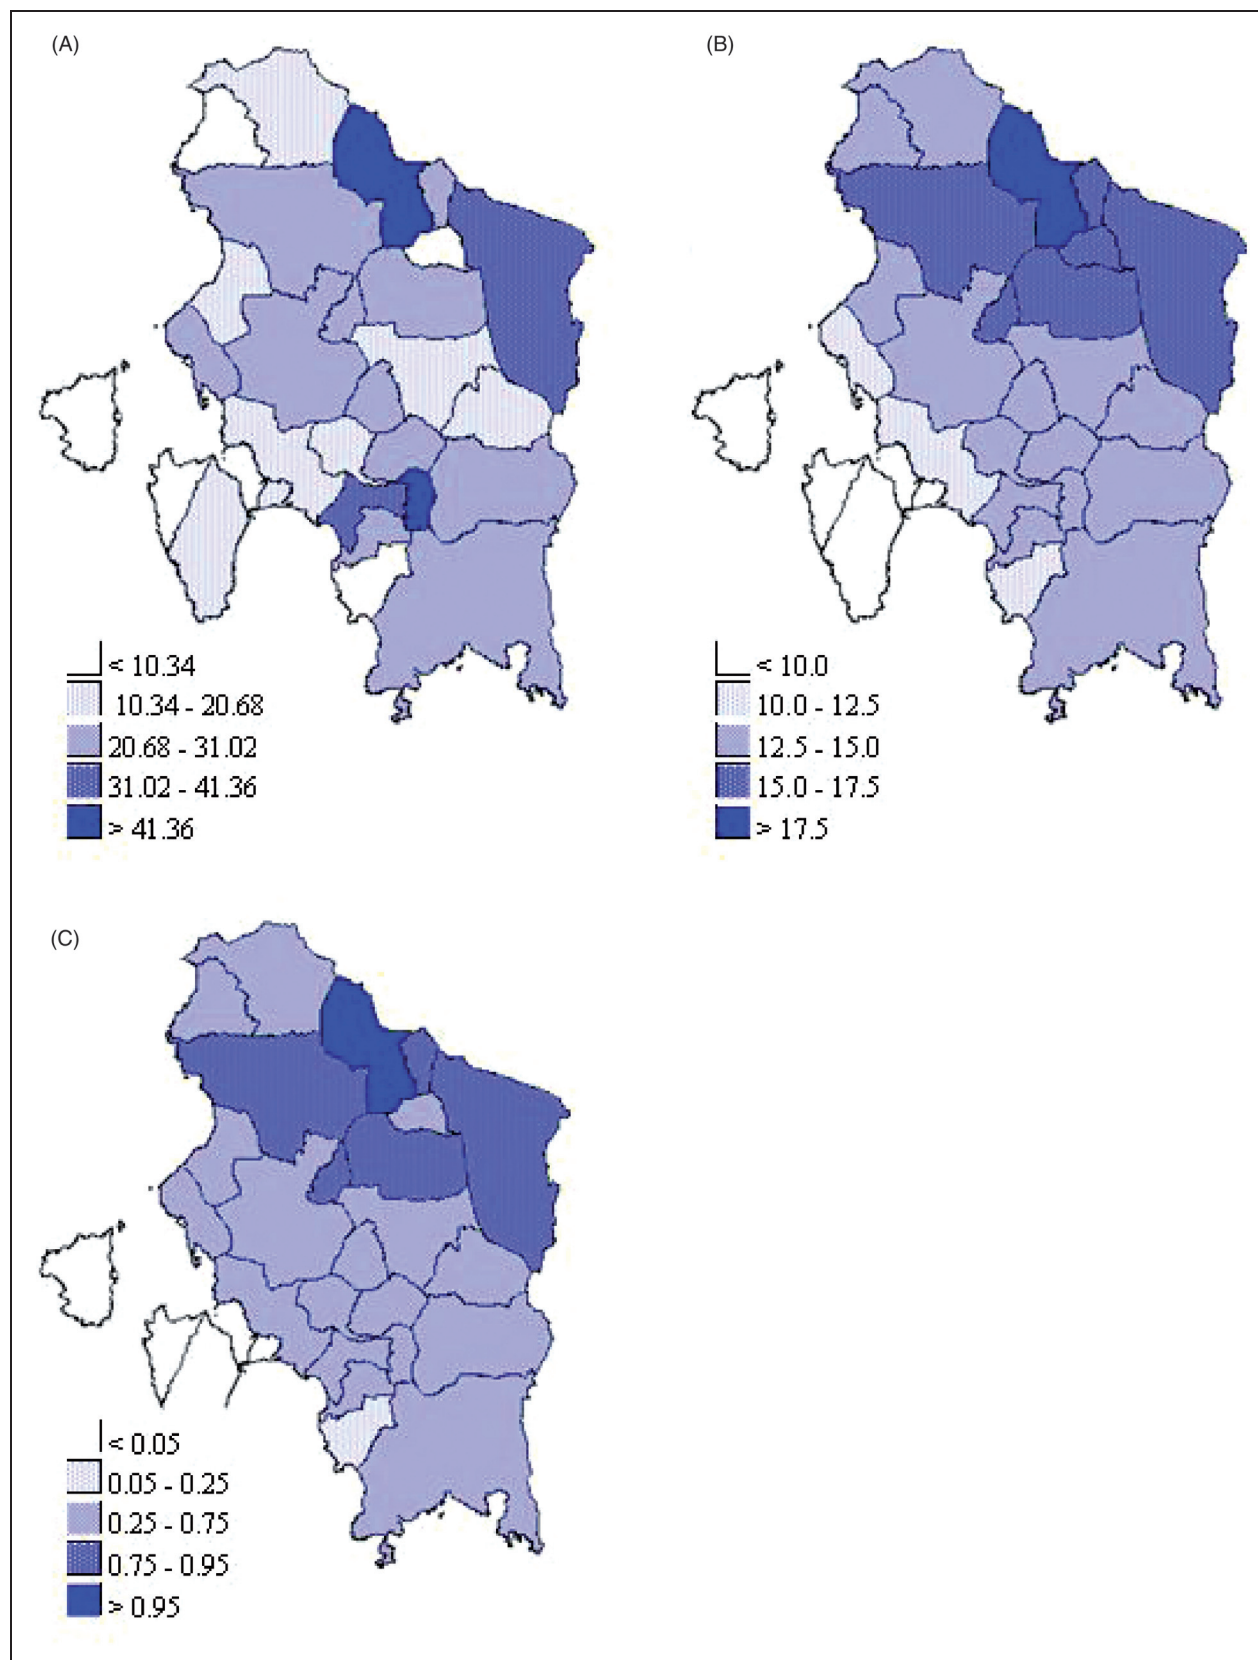 (A)
(B)
< 10.34
10.34 - 20.68
20.68 - 31.02
31.02 - 41.36
> 41.36
< 10.0
10.0 - 12.5
12.5 - 15.0
15.0 - 17.5
> 17.5
(C)
< 0.05
0.05 - 0.25
0.25 - 0.75
0.75 - 0.95
> 0.95